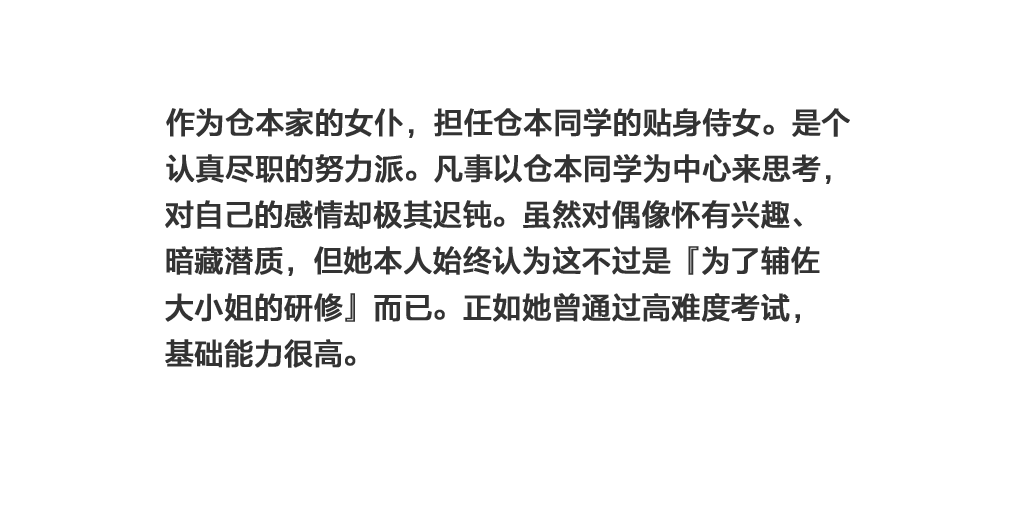 作为仓本家的女仆，担任仓本同学的贴身侍女。是个
认真尽职的努力派。凡事以仓本同学为中心来思考，
对自己的感情却极其迟钝。虽然对偶像怀有兴趣、
暗藏潜质，但她本人始终认为这不过是『为了辅佐
大小姐的研修』而已。正如她曾通过高难度考试，
基础能力很高。